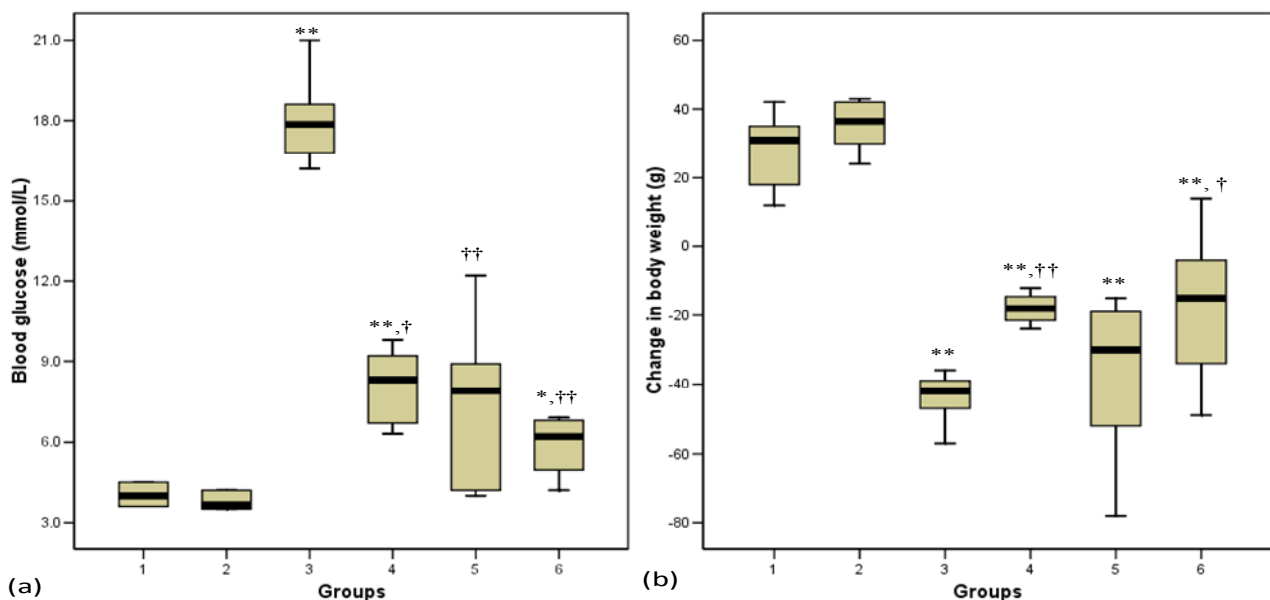 Blood glucose (mmol/L)
21.0
18.0
15.0
12.0
9.0
6.0
3.0
**
**,†
††
*,††
1 2 3 4 5 6
Groups
(a)
Change in body weight (g)
60
40
20
0
-20
-40
-60
-80
**
**,††
**
**, †
1 2 3 4 5 6
Groups
(b)